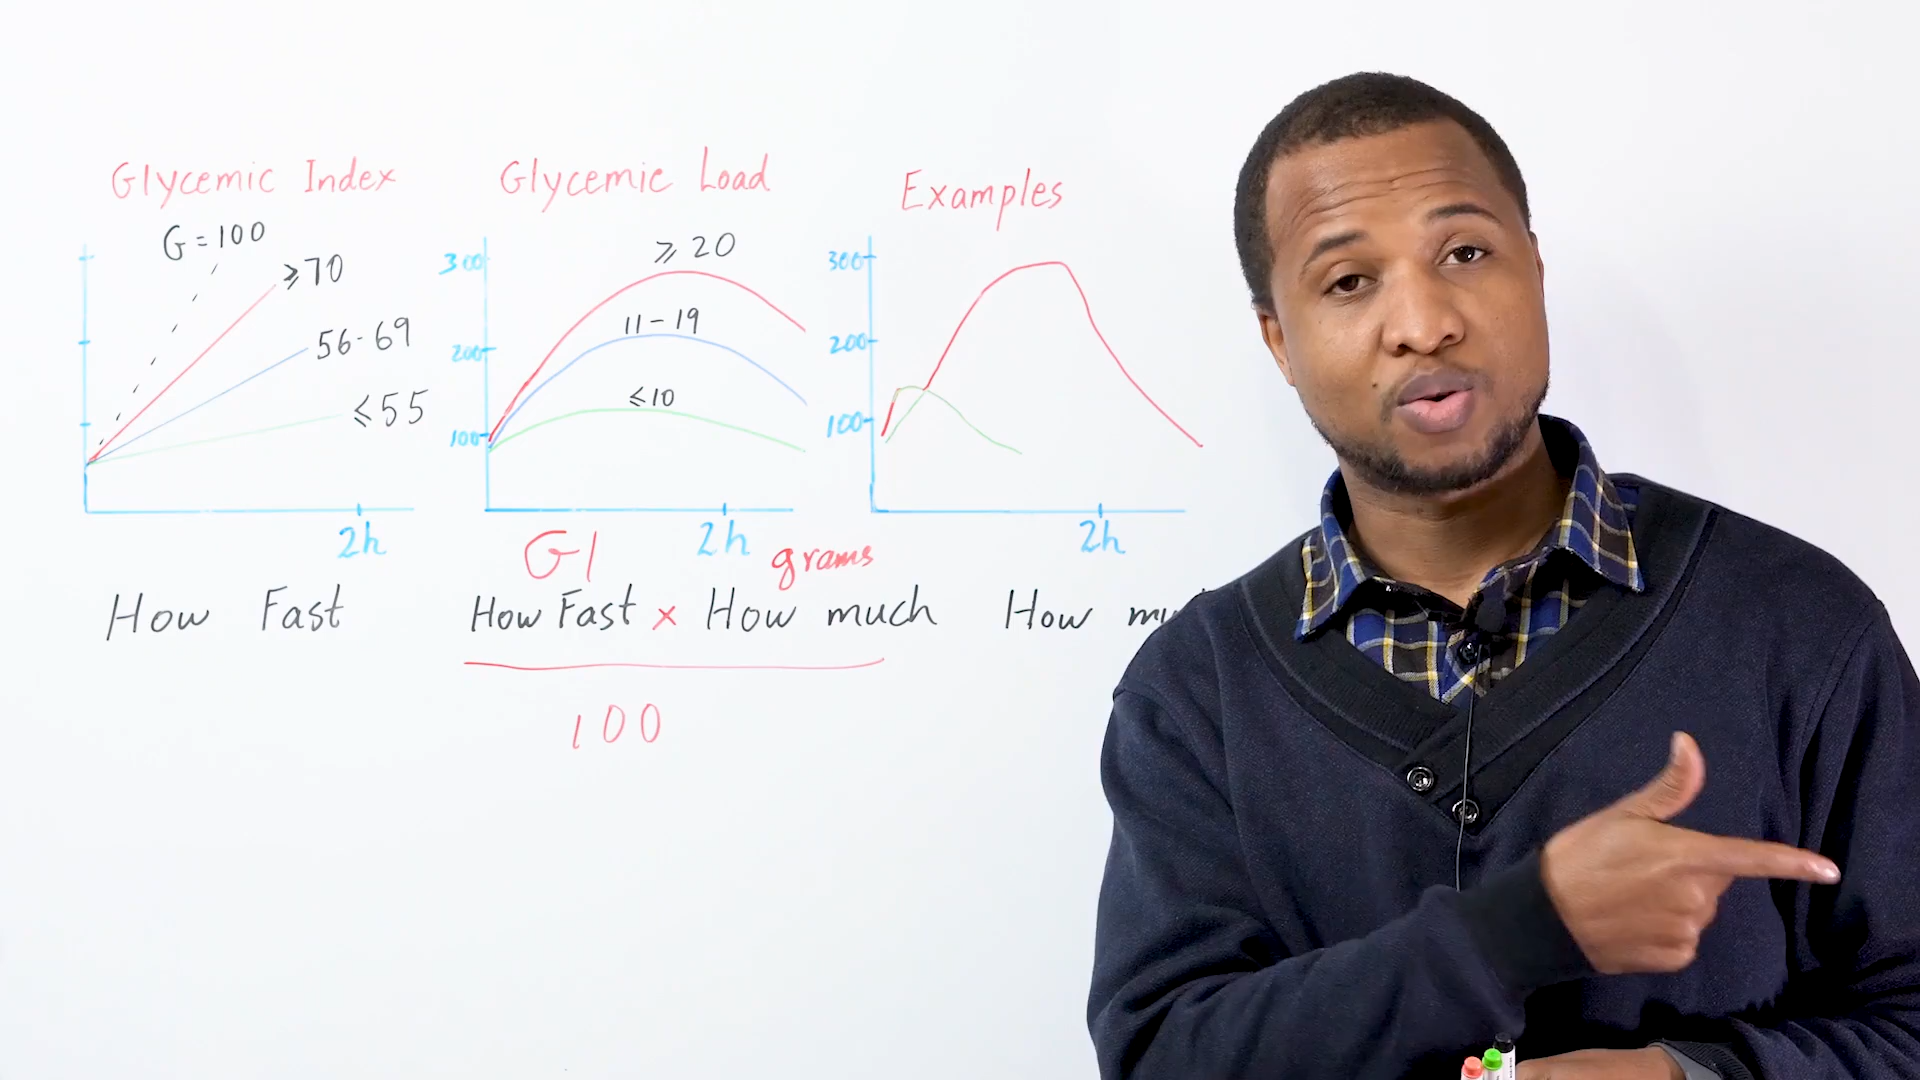 Glycemic Index
G = 100
⩾70
56-69
⩽55
2h
How Fast
Glycemic Load
300
200
100
⩾ 20
11-19
⩽10
2h
GI
grams
How Fast x How much
100
Examples
300
200
100
2h
How